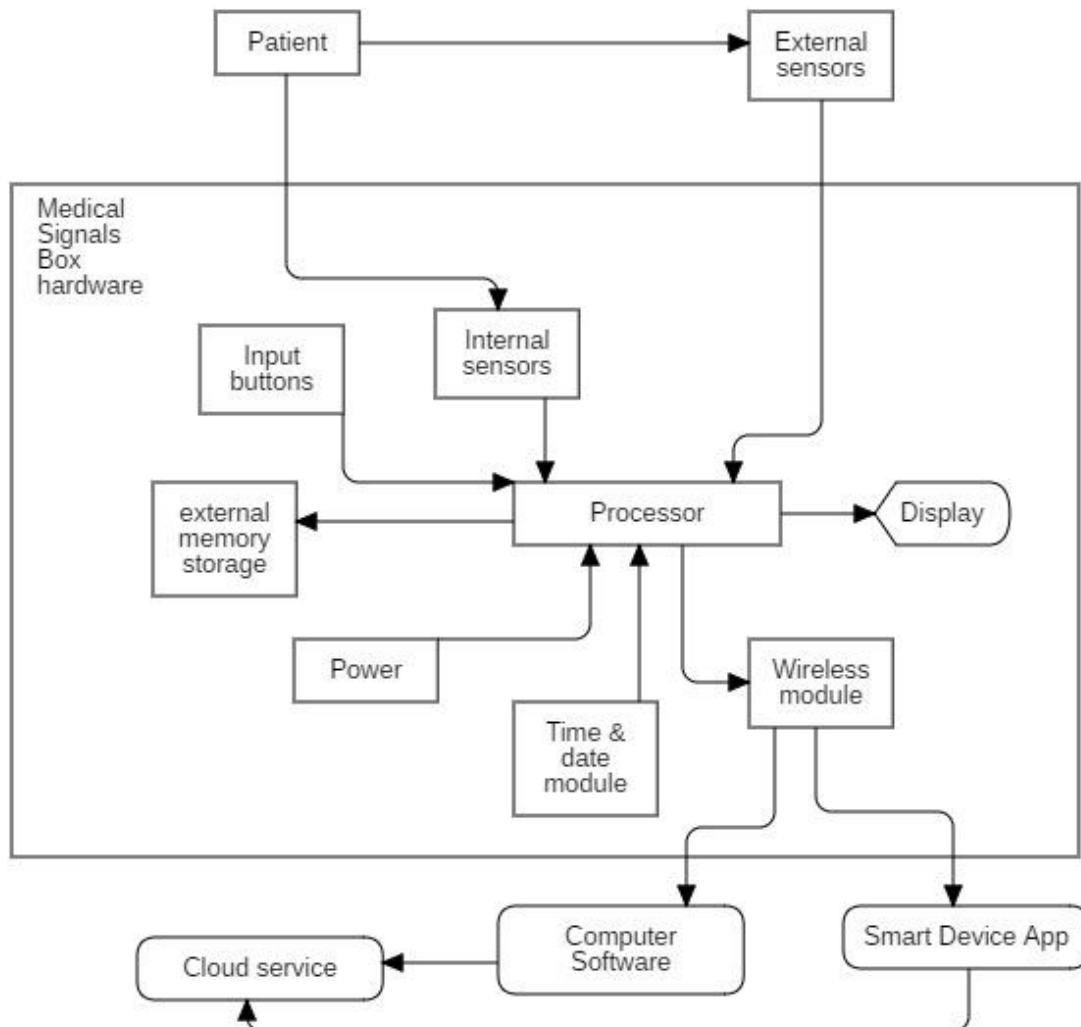 Patient
External
sensors
Medical
Signals
Box
hardware
Internal
sensors
Input
buttons
external
memory
storage
Processor
Display
Power
Wireless
module
Time &
date
module
Computer
Software
Smart Device App
Cloud service